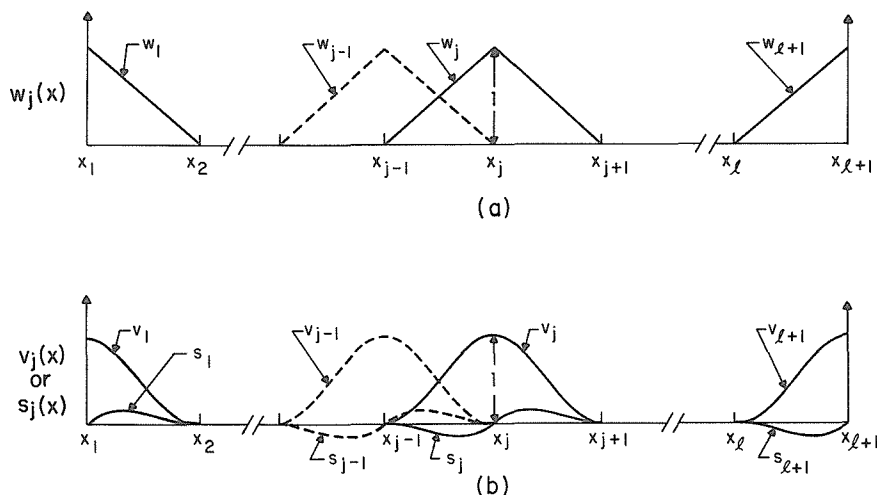 w₁ w_{j-1} w_j w_{ℓ+1}
w_j(x)
1
x₁ x₂ x_{j-1} x_j x_{j+1} x_ℓ x_{ℓ+1}
(a)
v₁ v_{j-1} v_j v_{ℓ+1}
s₁
v_j(x)
or
s_j(x)
1
x₁ x₂ x_{j-1} x_j x_{j+1} x_ℓ x_{ℓ+1}
s_{j-1} s_j s_{ℓ+1}
(b)